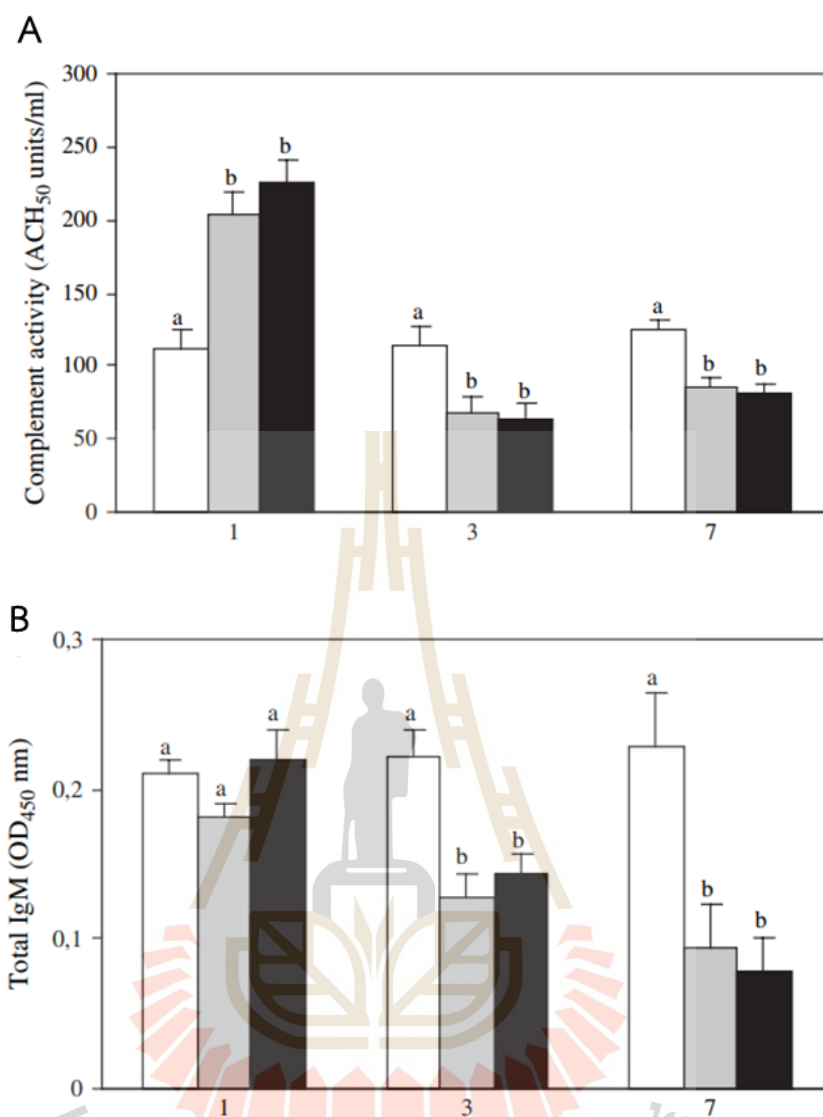 A
Complement activity (ACH50 units/ml)
300
250
200
150
100
50
0
a b b
a b b
a b b
1 3 7
B
Total IgM (OD450 nm)
0,3
0,2
0,1
0
a a a
a b b
a b b
1 3 7